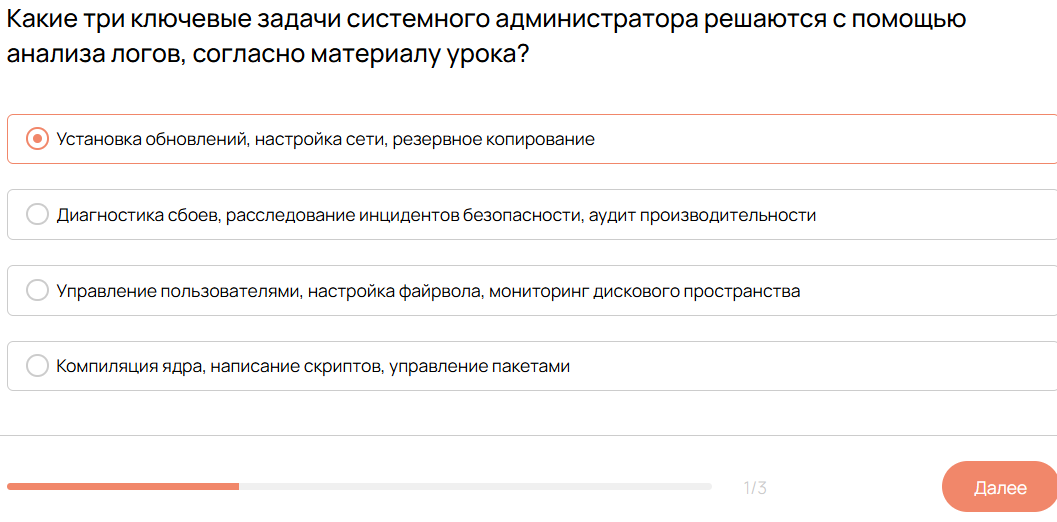 Какие три ключевые задачи системного администратора решаются с помощью
анализа логов, согласно материалу урока?
Установка обновлений, настройка сети, резервное копирование
Диагностика сбоев, расследование инцидентов безопасности, аудит производительности
Управление пользователями, настройка файрвола, мониторинг дискового пространства
Компиляция ядра, написание скриптов, управление пакетами
1/3
Далее